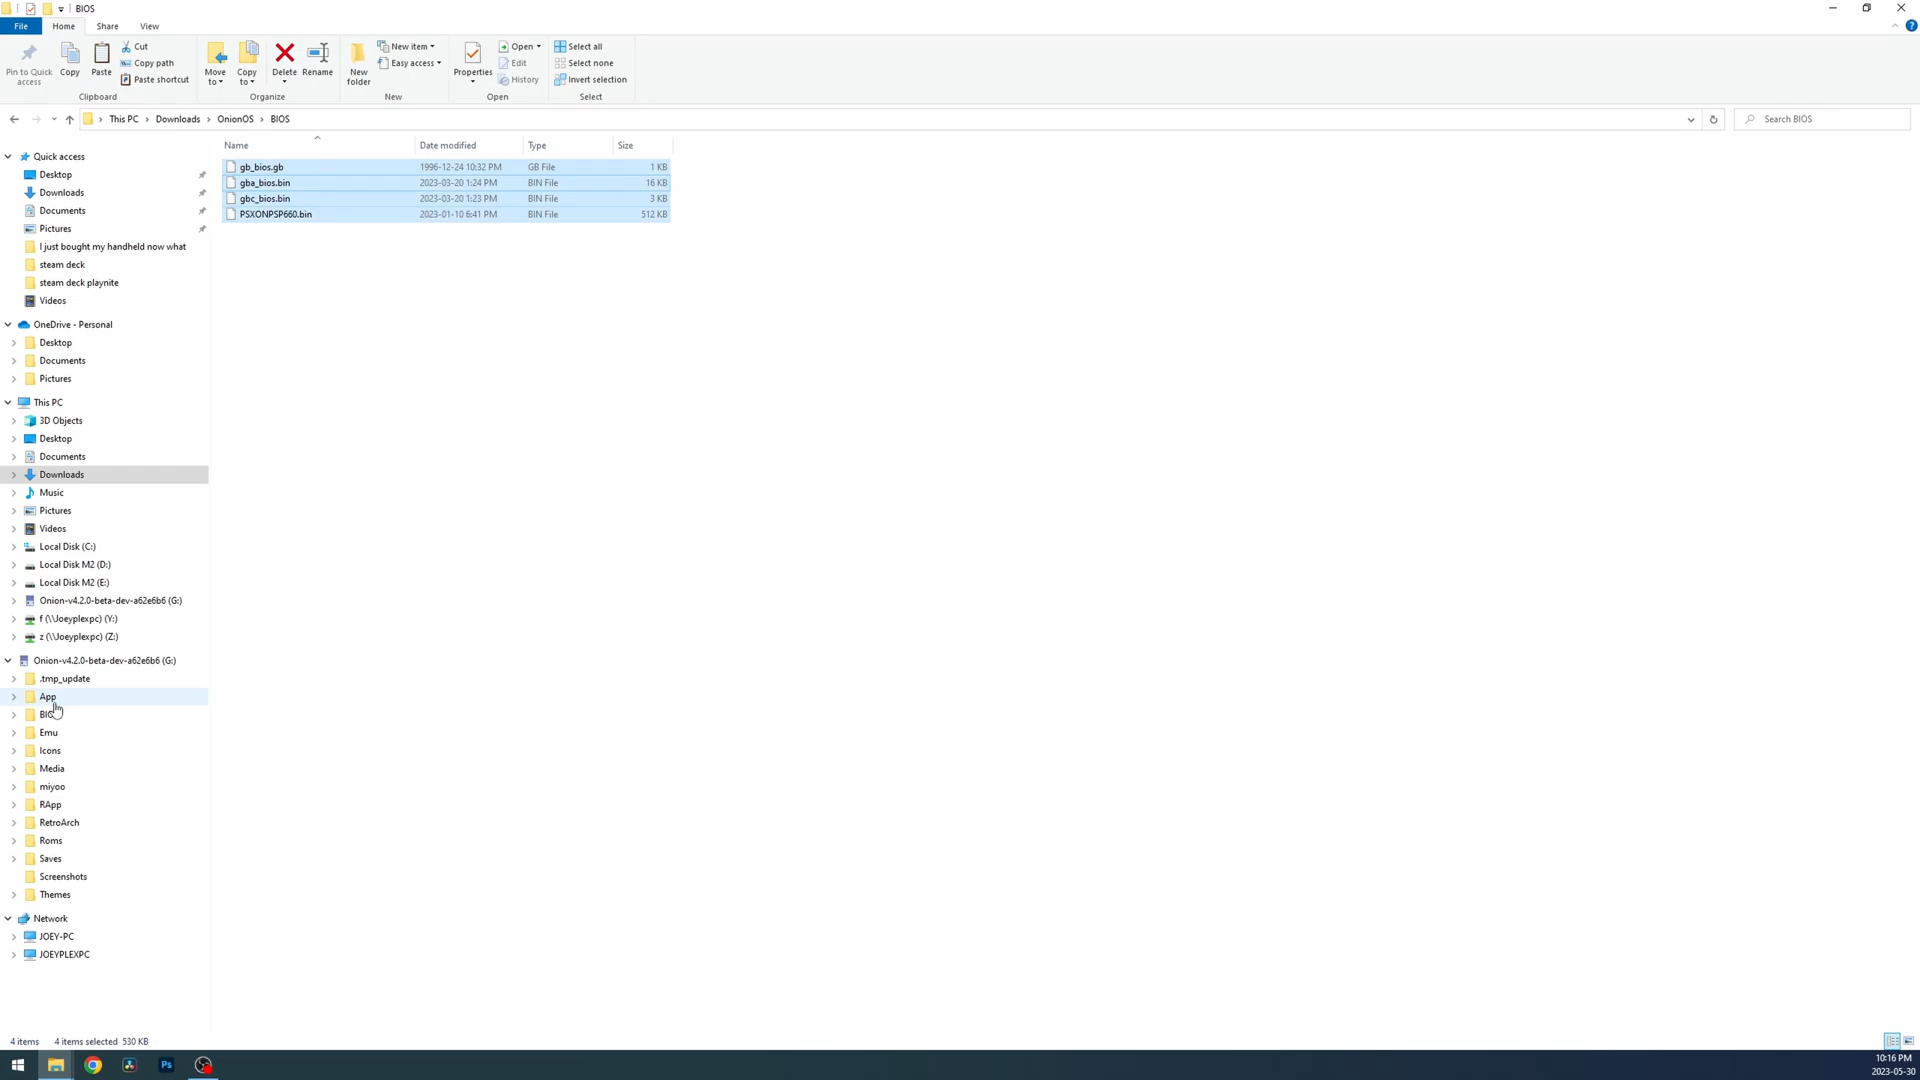 BIOS
File Home Share View
Pin to Quick access
Copy
Paste
Cut
Copy path
Paste shortcut
Clipboard
Move to
Copy to
Delete
Rename
Organize
New folder
New item
Easy access
New
Properties
Open
Edit
History
Open
Select all
Select none
Invert selection
Select
This PC > Downloads > OnionOS > BIOS
Search BIOS
Name Date modified Type Size
gb_bios.gb 1996-12-24 10:32 PM GB File 1 KB
gba_bios.bin 2023-03-20 1:24 PM BIN File 16 KB
gbc_bios.bin 2023-03-20 1:23 PM BIN File 3 KB
PSXONPSP660.bin 2023-01-10 6:41 PM BIN File 512 KB
Quick access
Desktop
Downloads
Documents
Pictures
I just bought my handheld now what
steam deck
steam deck playnite
Videos
OneDrive - Personal
Desktop
Documents
Pictures
This PC
3D Objects
Desktop
Documents
Downloads
Music
Pictures
Videos
Local Disk (C:)
Local Disk M2 (D:)
Local Disk M2 (E:)
Onion-v4.2.0-beta-dev-a62e6b6 (G:)
f (\\Joeyplexpc) (Y:)
z (\\Joeyplexpc) (Z:)
Onion-v4.2.0-beta-dev-a62e6b6 (G:)
.tmp_update
App
Emu
Icons
Media
miyoo
RApp
RetroArch
Roms
Saves
Screenshots
Themes
Network
JOEY-PC
JOEYPLEXPC
4 items 4 items selected 530 KB
Ps
10:16 PM
2023-05-30